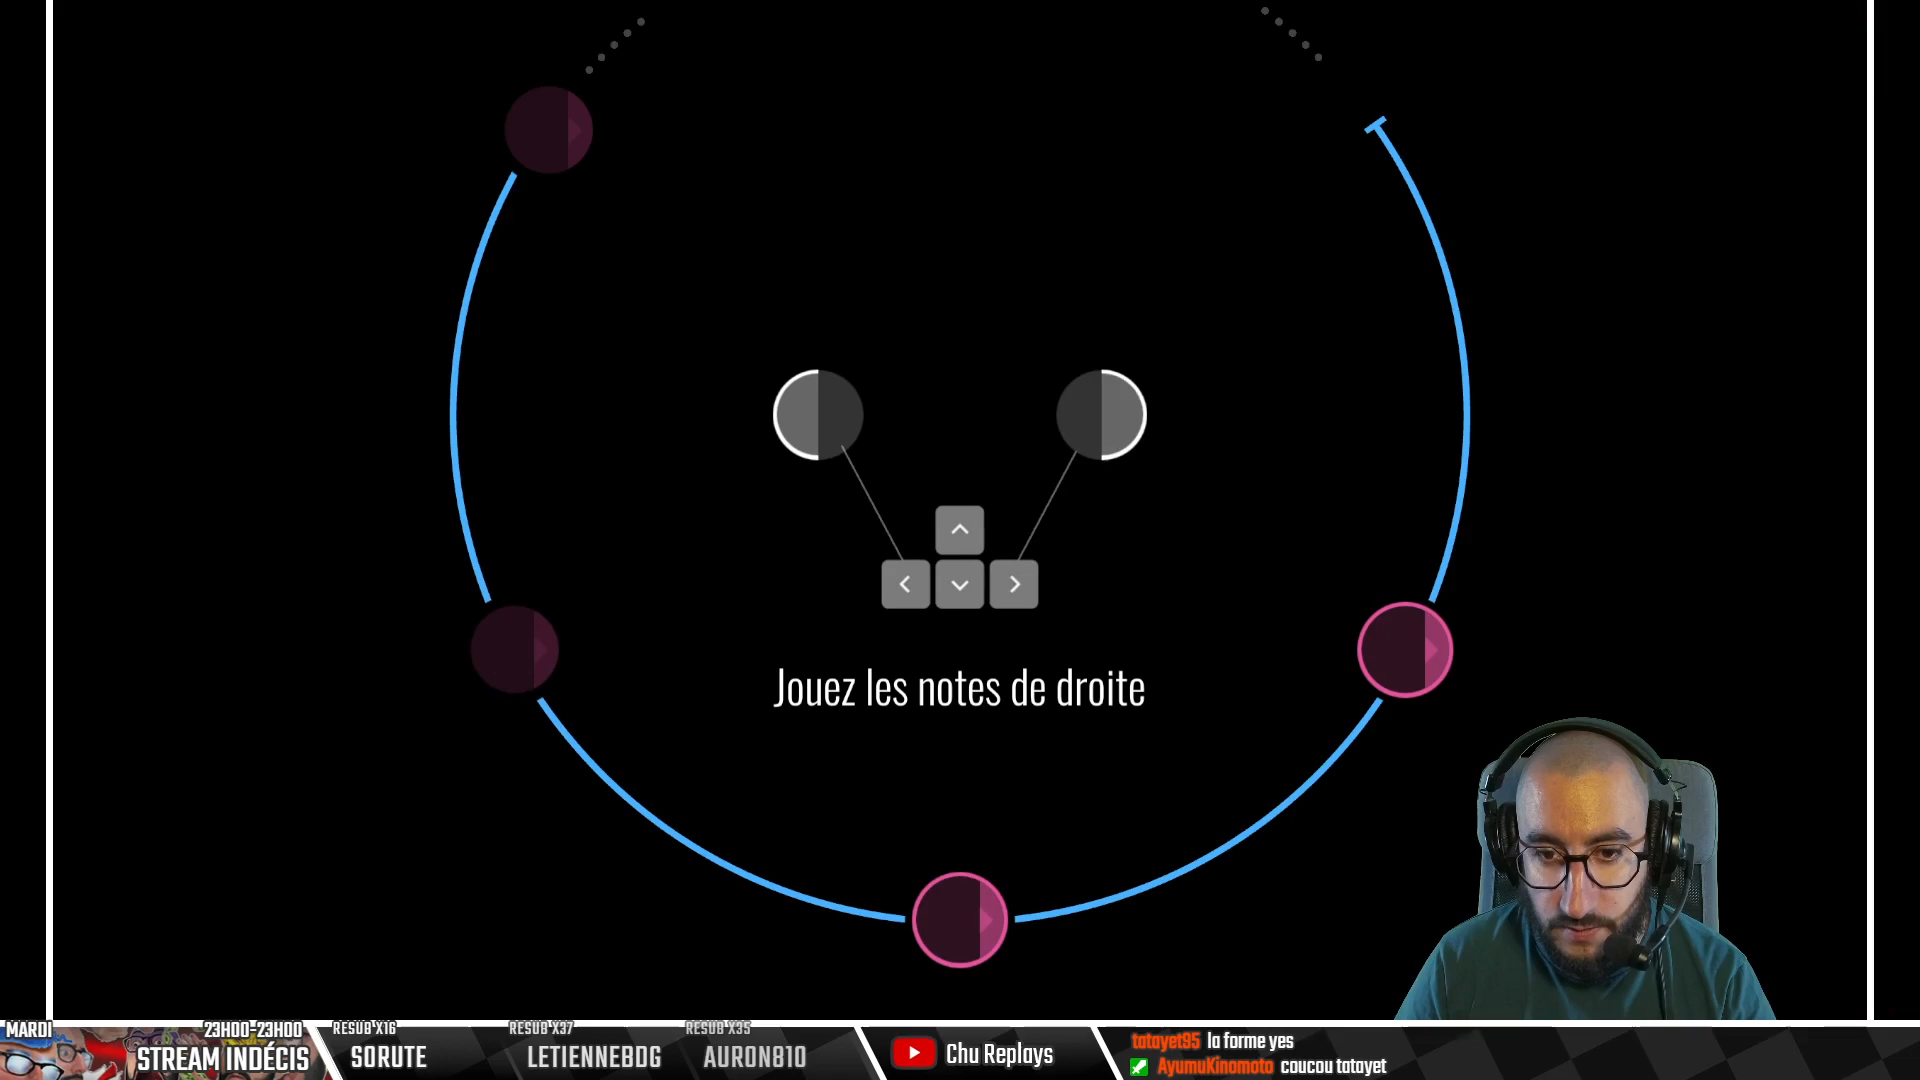 Jouez les notes de droite
MARDI
23H00-23H00
STREAM INDÉCIS
RESUB X16
SORUTE
RESUB X37
LETIENNEBDG
RESUB X35
AURON810
Chu Replays
tatayet95 la forme yes
AyumuKinomoto coucou tatayet